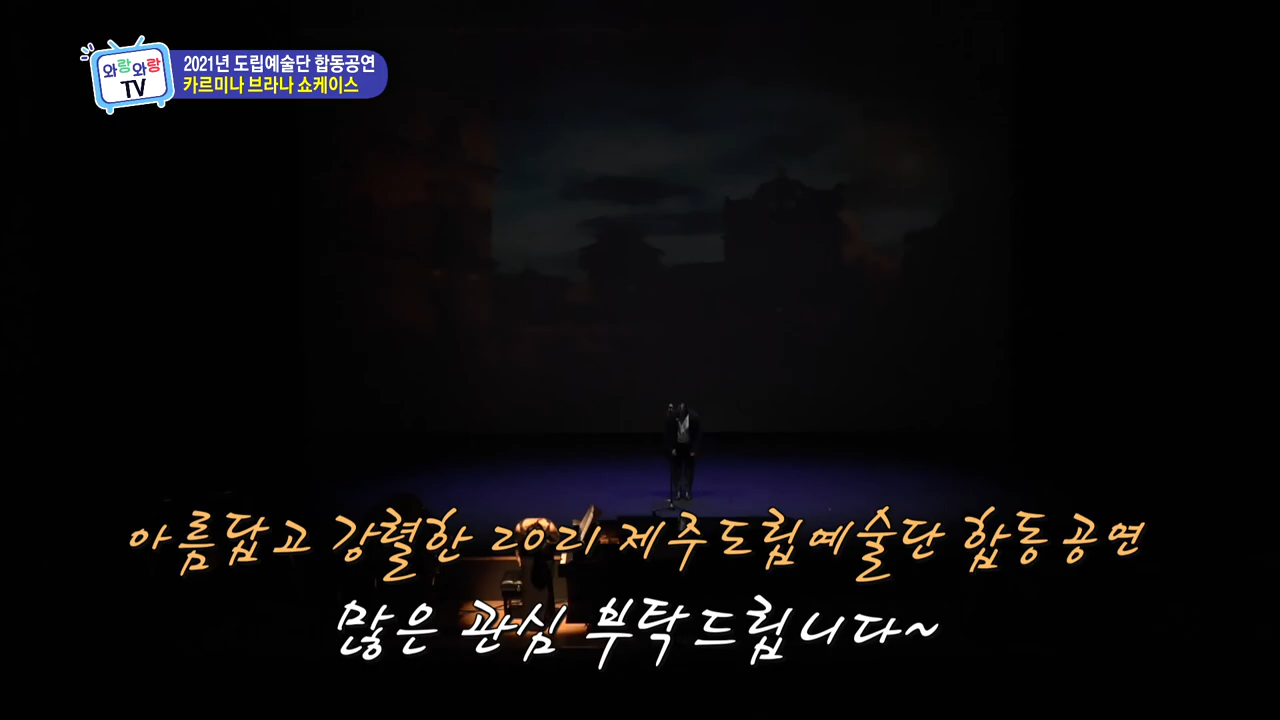 와랑와랑
TV
2021년 도립예술단 합동공연
카르미나 브라나 쇼케이스
아름답고 강렬한 2021 제주도립예술단 합동공연
많은 관심 부탁드립니다~